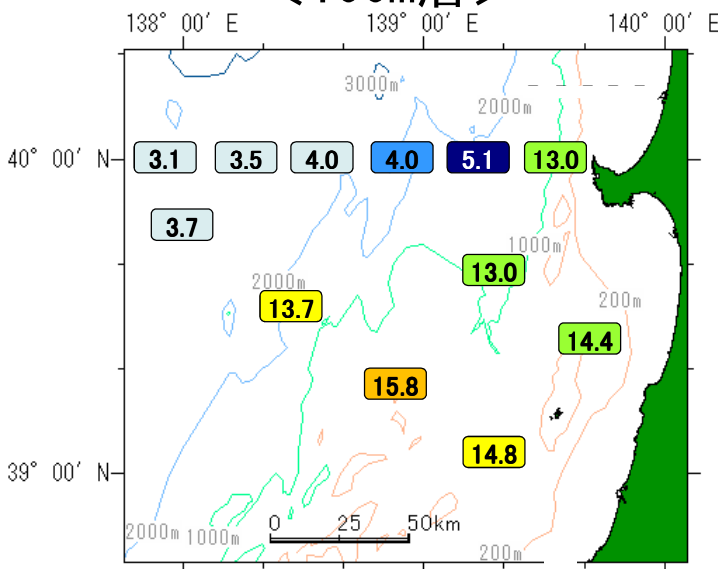 138° 00′ E 139° 00′ E 140° 00′ E
3000m
2000m
40° 00′ N
3.1 3.5 4.0 4.0 5.1 13.0
3.7
1000m
13.0
2000m
13.7
200m
14.4
15.8
14.8
39° 00′ N
0 25 50km
2000m 1000m
200m